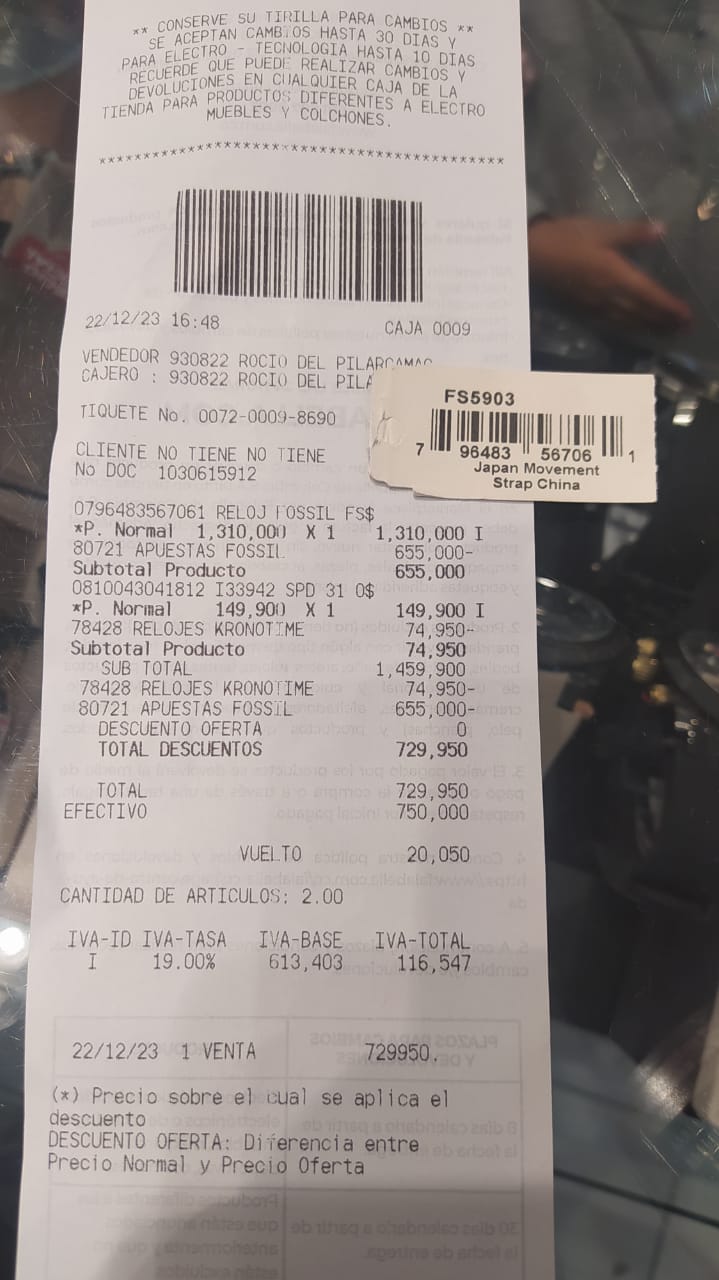 ** CONSERVE SU TIRILLA PARA CAMBIOS **
SE ACEPTAN CAMBIOS HASTA 30 DIAS Y
PARA ELECTRO - TECNOLOGIA HASTA 10 DIAS
RECUERDE QUE PUEDE REALIZAR CAMBIOS Y
DEVOLUCIONES EN CUALQUIER CAJA DE LA
TIENDA PARA PRODUCTOS DIFERENTES A ELECTRO
MUEBLES Y COLCHONES.
******************************************
22/12/23 16:48 CAJA 0009
VENDEDOR 930822 ROCIO DEL PILARCAMAC
CAJERO : 930822 ROCIO DEL PILA
TIQUETE No. 0072-0009-8690
CLIENTE NO TIENE NO TIENE
No DOC 1030615912
FS5903
7 96483 56706 1
Japan Movement
Strap China
0796483567061 RELOJ FOSSIL FS$
*P. Normal 1,310,000 X 1 1,310,000 I
80721 APUESTAS FOSSIL 655,000-
Subtotal Producto 655,000
0810043041812 I33942 SPD 31 O$
*P. Normal 149,900 X 1 149,900 I
78428 RELOJES KRONOTIME 74,950-
Subtotal Producto 74,950
SUB TOTAL 1,459,900
78428 RELOJES KRONOTIME 74,950-
80721 APUESTAS FOSSIL 655,000-
DESCUENTO OFERTA 0
TOTAL DESCUENTOS 729,950
TOTAL 729,950
EFECTIVO 750,000
VUELTO 20,050
CANTIDAD DE ARTICULOS: 2.00
IVA-ID IVA-TASA IVA-BASE IVA-TOTAL
I 19.00% 613,403 116,547
22/12/23 1 VENTA 729950.
(*) Precio sobre el cual se aplica el
descuento
DESCUENTO OFERTA: Diferencia entre
Precio Normal y Precio Oferta